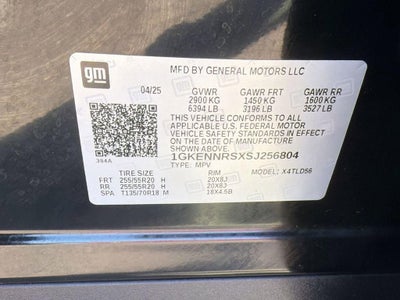 gm
MFD BY GENERAL MOTORS LLC
04/25 GVWR GAWR FRT GAWR RR
2900 KG 1450 KG 1600 KG
6394 LB 3196 LB 3527 LB
THIS VEHICLE CONFORMS TO ALL
APPLICABLE U.S. FEDERAL MOTOR
VEHICLE SAFETY STANDARDS IN EFFECT
ON THE DATE OF MANUFACTURE SHOWN ABOVE.
1GKENNRSXSJ256804
TYPE: MPV MODEL: X4TLD56
394A
TIRE SIZE RIM
FRT 255/55R20 H 20X8J
RR 255/55R20 H 20X8J
SPA T135/70R18 M 18X4.5B